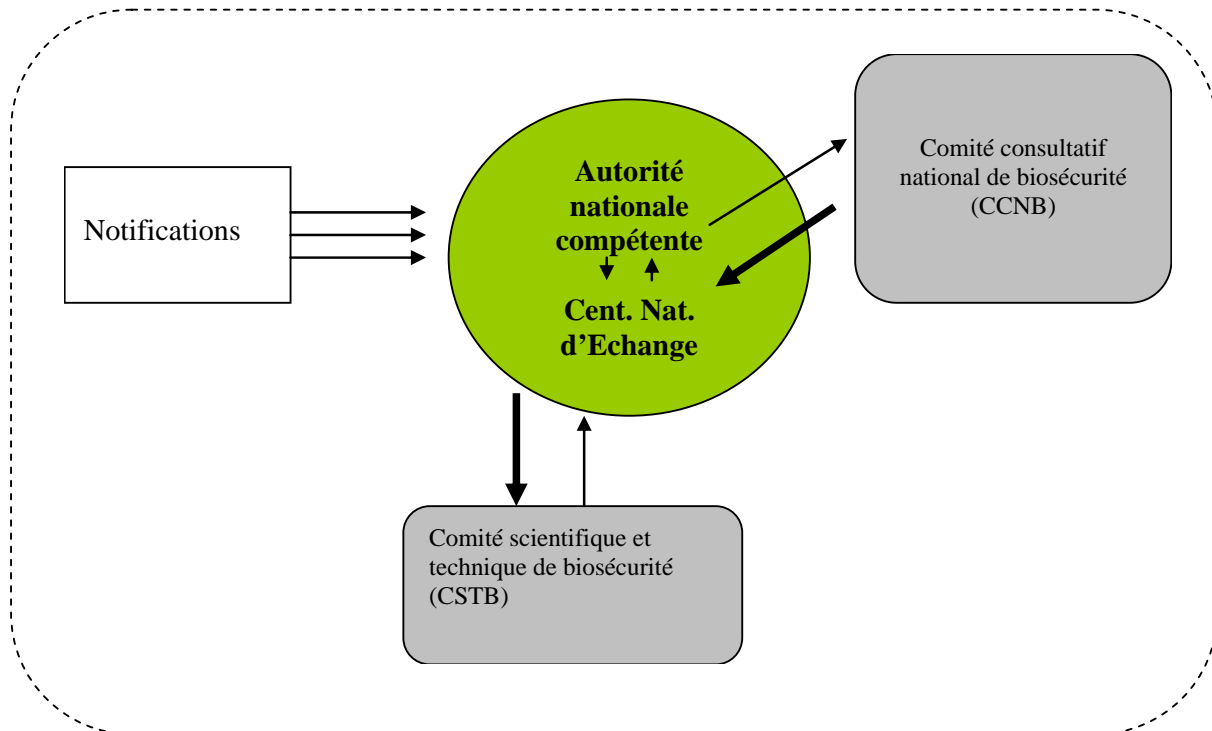 Notifications
Autorité
nationale
compétente
Cent. Nat.
d’Echange
Comité consultatif
national de biosécurité
(CCNB)
Comité scientifique et
technique de biosécurité
(CSTB)